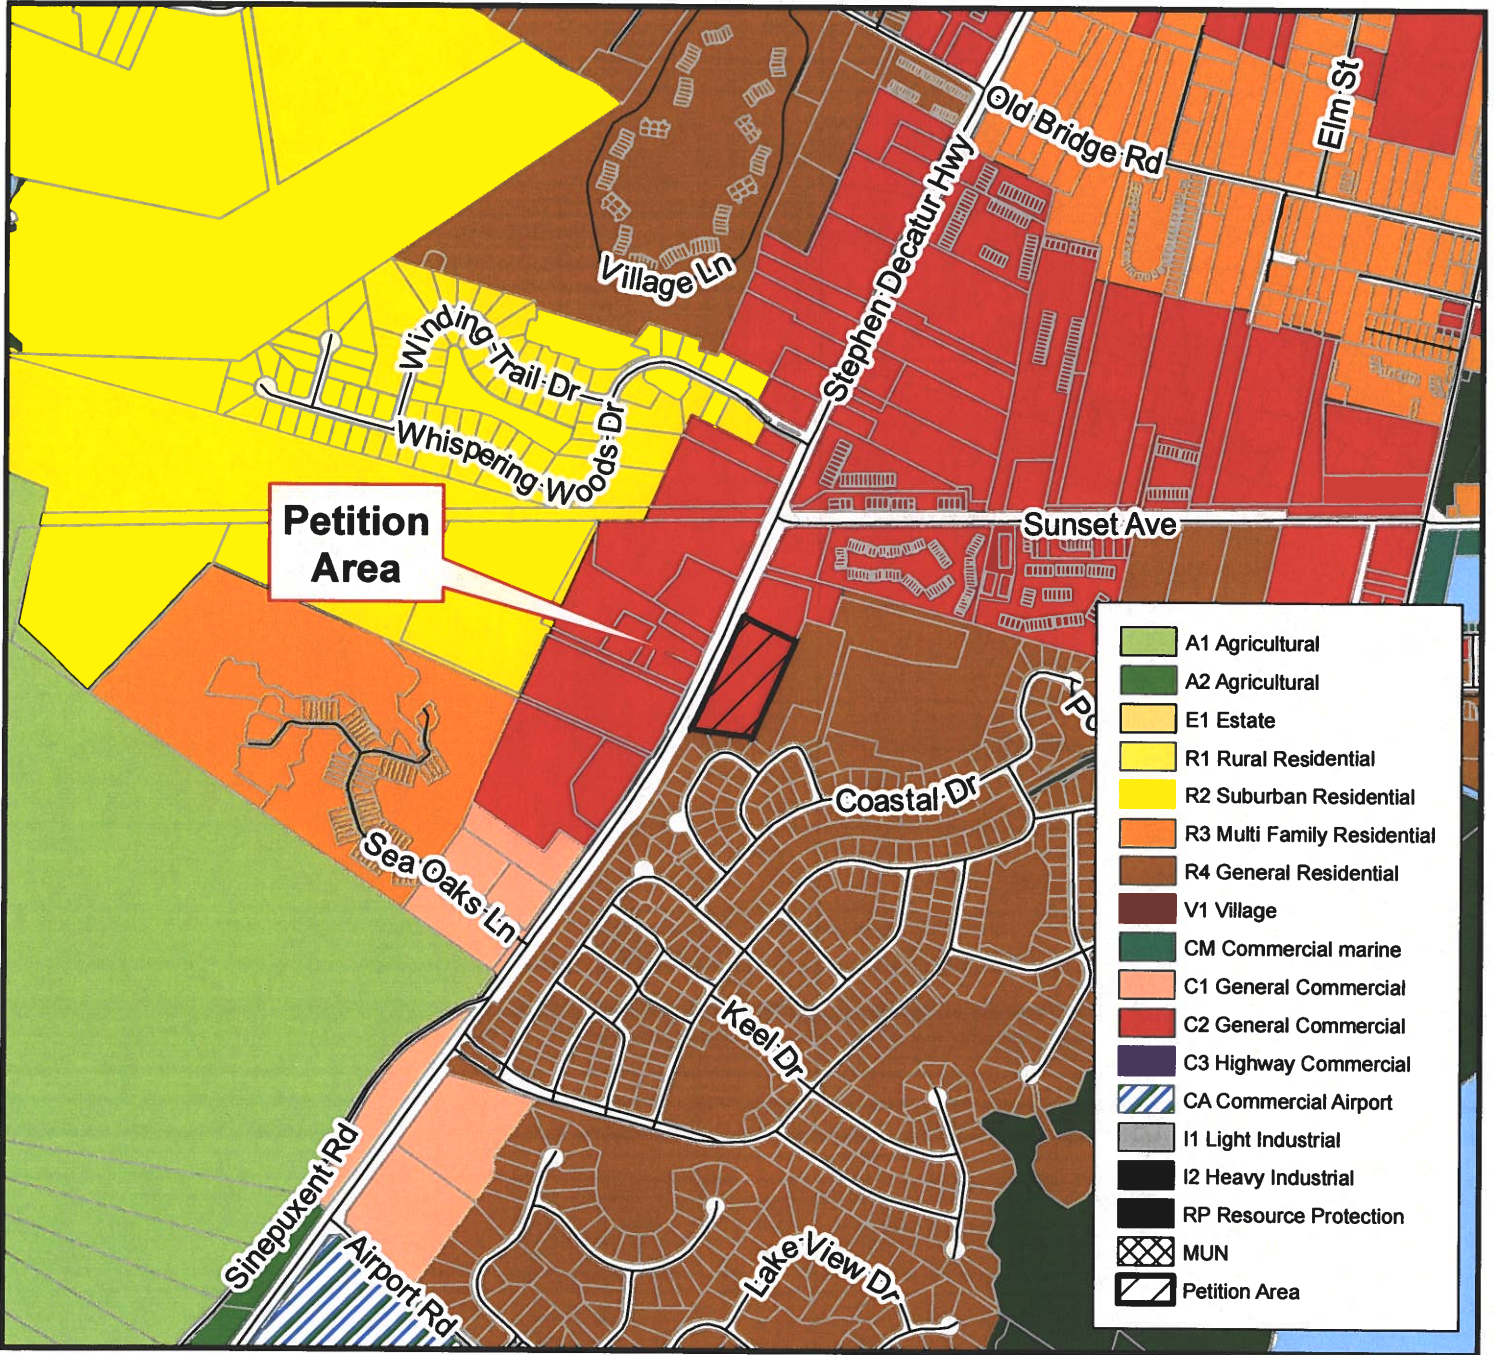 Old Bridge Rd
Elm St
Stephen Decatur Hwy
Village Ln
Winding Trail Dr
Whispering Woods Dr
Petition
Area
Sunset Ave
Coastal Dr
Sea Oaks Ln
Keel Dr
Sinepuxent Rd
Airport Rd
Lake View Dr
A1 Agricultural
A2 Agricultural
E1 Estate
R1 Rural Residential
R2 Suburban Residential
R3 Multi Family Residential
R4 General Residential
V1 Village
CM Commercial marine
C1 General Commercial
C2 General Commercial
C3 Highway Commercial
CA Commercial Airport
I1 Light Industrial
I2 Heavy Industrial
RP Resource Protection
MUN
Petition Area